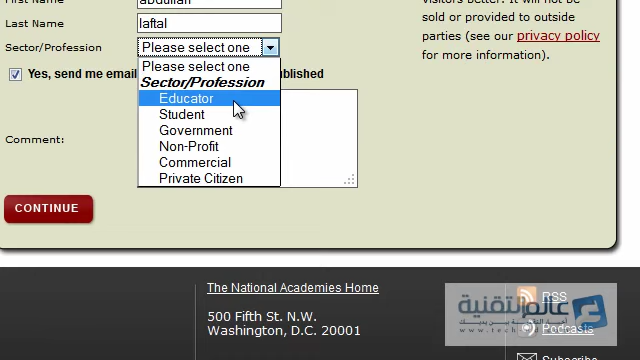 First Name abdullah
Last Name laftal
Sector/Profession Please select one
Please select one
Sector/Profession
Educator
Student
Government
Non-Profit
Commercial
Private Citizen
Yes, send me email
ublished
Comment:
CONTINUE
Visitors Better. It will not
be sold or provided to outside
parties (see our privacy policy
for more information).
The National Academies Home
500 Fifth St. N.W.
Washington, D.C. 20001
RSS
Podcasts
Subscribe
عالم التقنية